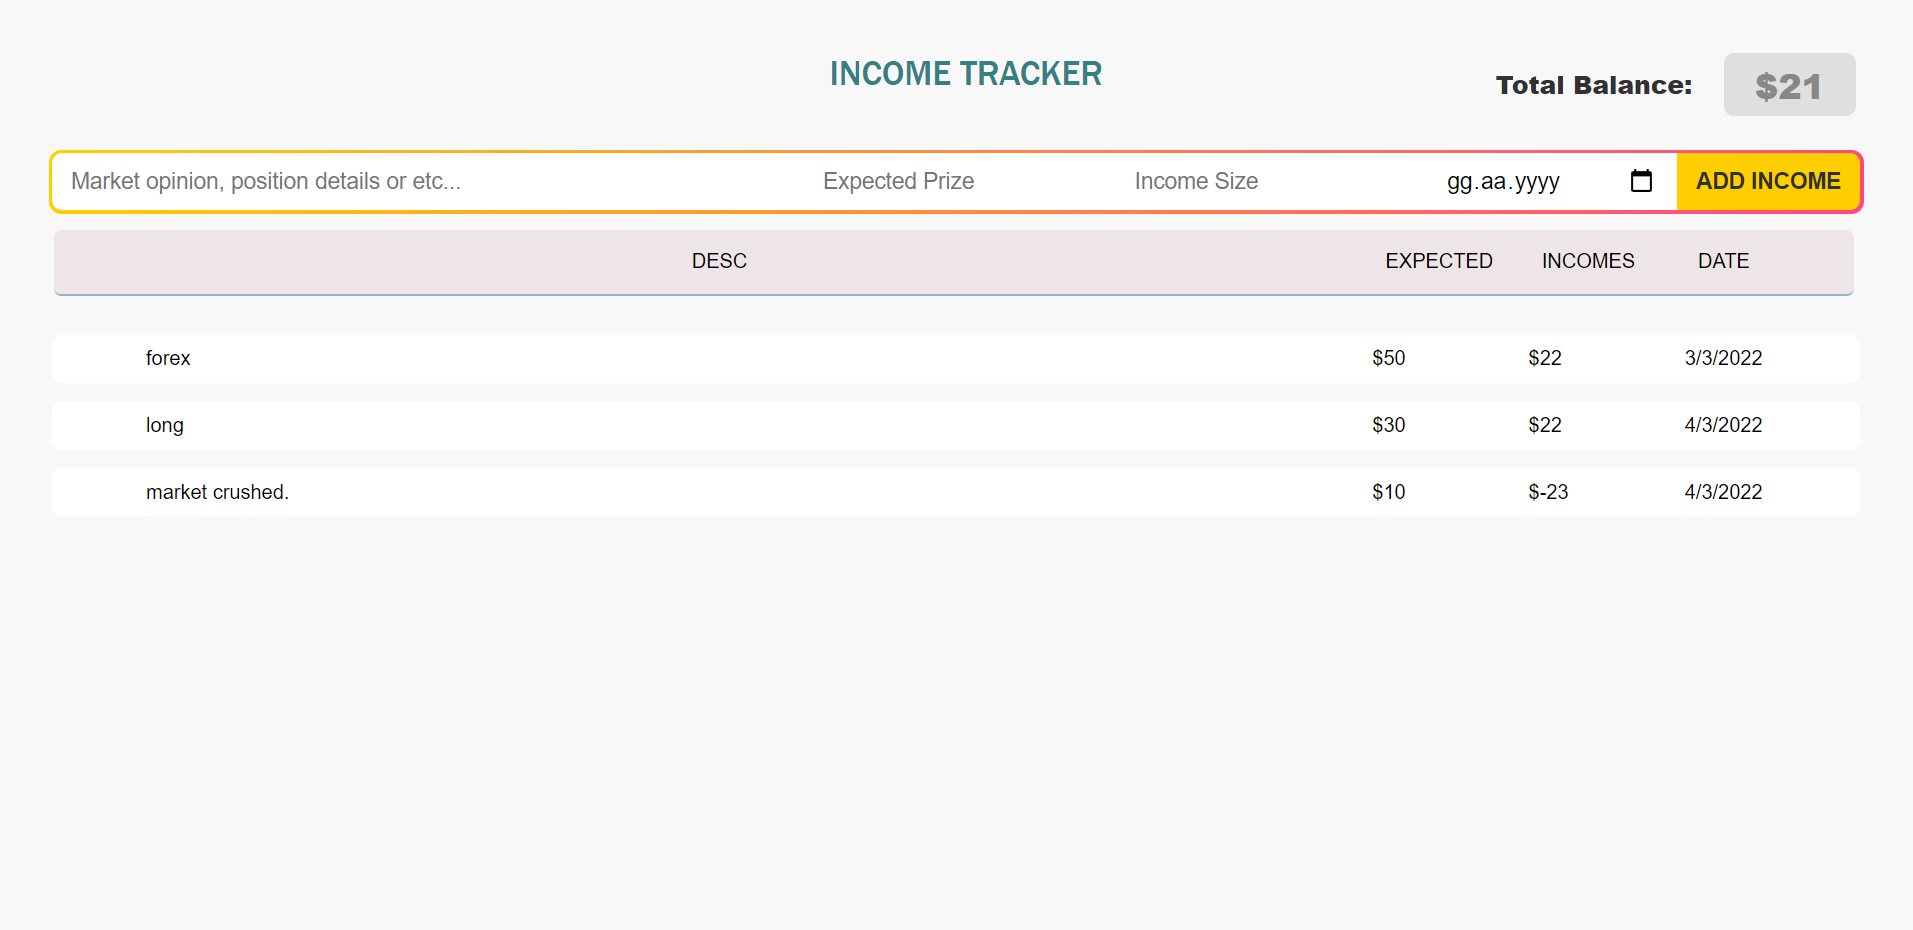 INCOME TRACKER
Total Balance: $21
Market opinion, position details or etc... Expected Prize Income Size gg.aa.yyyy ADD INCOME
DESC EXPECTED INCOMES DATE
forex $50 $22 3/3/2022
long $30 $22 4/3/2022
market crushed. $10 $-23 4/3/2022